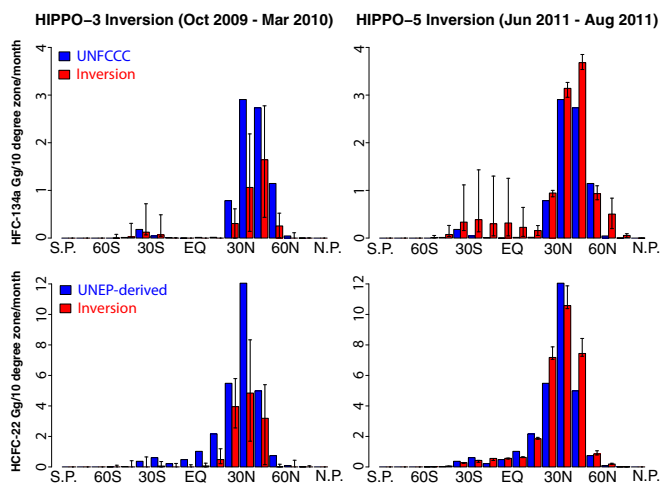 HIPPO−3 Inversion (Oct 2009 - Mar 2010)
HIPPO−5 Inversion (Jun 2011 - Aug 2011)
HFC-134a Gg/10 degree zone/month
4
3
2
1
0
UNFCCC
Inversion
S.P. 60S 30S EQ 30N 60N N.P.
4
3
2
1
0
S.P. 60S 30S EQ 30N 60N N.P.
HCFC-22 Gg/10 degree zone/month
12
10
8
6
4
2
0
UNEP-derived
Inversion
S.P. 60S 30S EQ 30N 60N N.P.
12
10
8
6
4
2
0
S.P. 60S 30S EQ 30N 60N N.P.